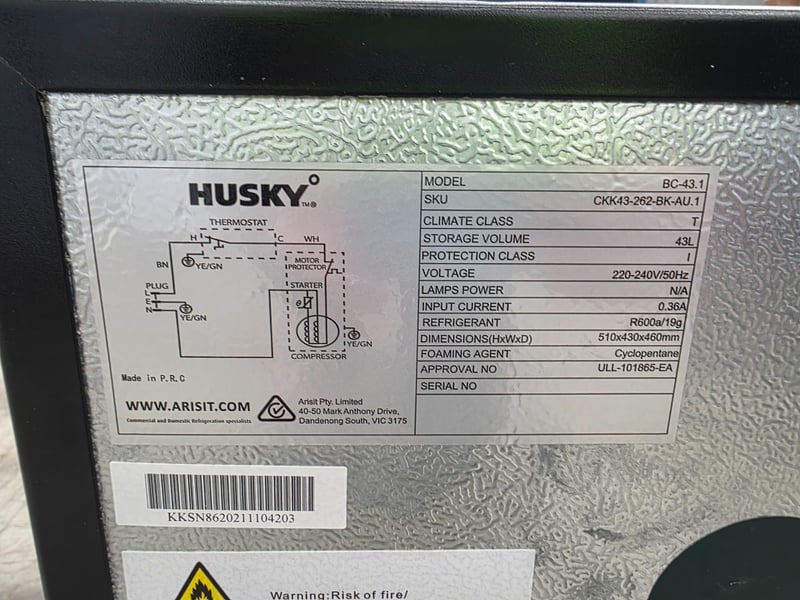 HUSKY°
TM®
THERMOSTAT
H
C
WH
BN
YE/GN
MOTOR
PROTECTOR
PLUG
L
E
N
YE/GN
STARTER
θ
YE/GN
COMPRESSOR
Made in P.R.C
WWW.ARISIT.COM
Commercial and Domestic Refrigeration specialists
Arisit Pty. Limited
40-50 Mark Anthony Drive,
Dandenong South, VIC 3175
MODEL BC-43.1
SKU CKK43-262-BK-AU.1
CLIMATE CLASS T
STORAGE VOLUME 43L
PROTECTION CLASS I
VOLTAGE 220-240V/50Hz
LAMPS POWER N/A
INPUT CURRENT 0.36A
REFRIGERANT R600a/19g
DIMENSIONS(HxWxD) 510x430x460mm
FOAMING AGENT Cyclopentane
APPROVAL NO ULL-101865-EA
SERIAL NO
KKSN8620211104203
Warning:Risk of fire/